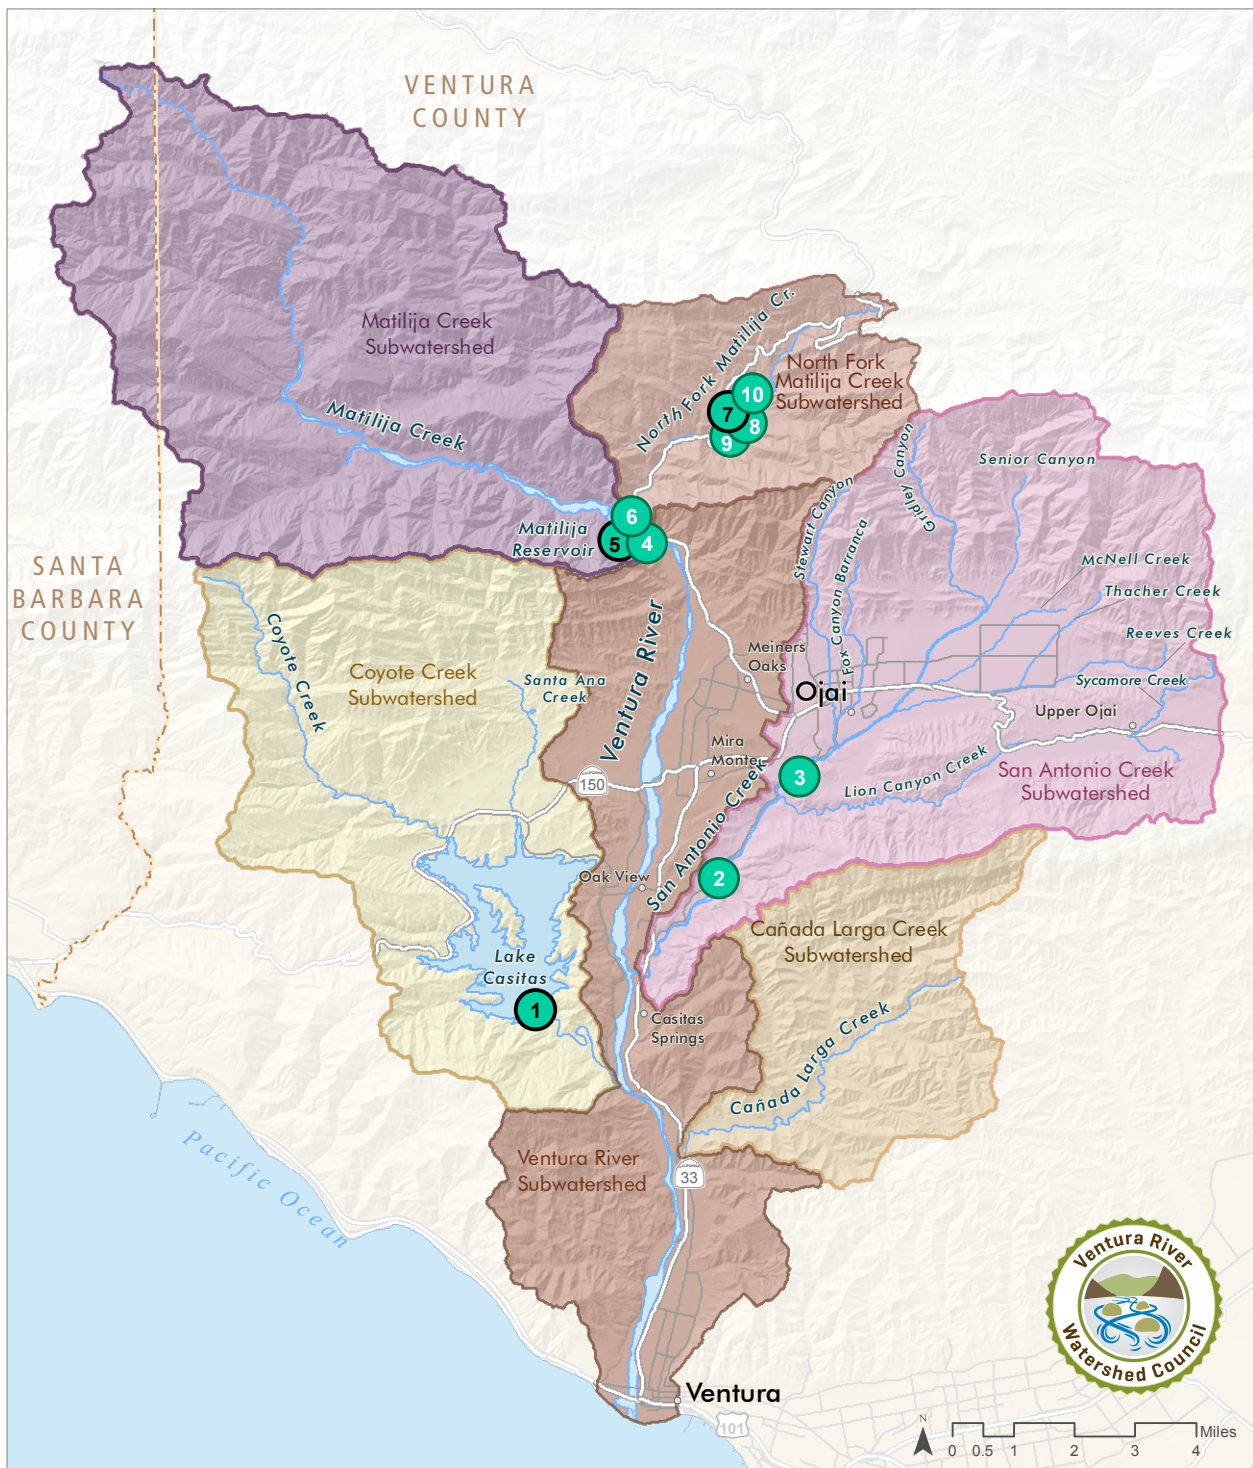 VENTURA
COUNTY
North Fork Matilija Cr.
Matilija Creek
Subwatershed
North Fork
Matilija Creek
Subwatershed
10
7
8
9
Matilija Creek
Gridley Canyon
Senior Canyon
Stewart Canyon
6
Matilija
Reservoir
5
4
Fox Canyon Barranca
McNell Creek
Thacher Creek
Reeves Creek
SANTA
BARBARA
COUNTY
Coyote Creek
Coyote Creek
Subwatershed
Santa Ana
Creek
Ventura River
Meiners
Oaks
Ojai
Sycamore Creek
Upper Ojai
Mira
Monte
CALIFORNIA
150
3
Lion Canyon Creek
San Antonio Creek
Subwatershed
San Antonio Creek
Oak View
2
Cañada Larga Creek
Subwatershed
Lake
Casitas
1
Casitas
Springs
Cañada Larga Creek
Pacific Ocean
Ventura River
Subwatershed
CALIFORNIA
33
Ventura River
Watershed Council
Ventura
101
N
0 0.5 1 2 3 4 Miles